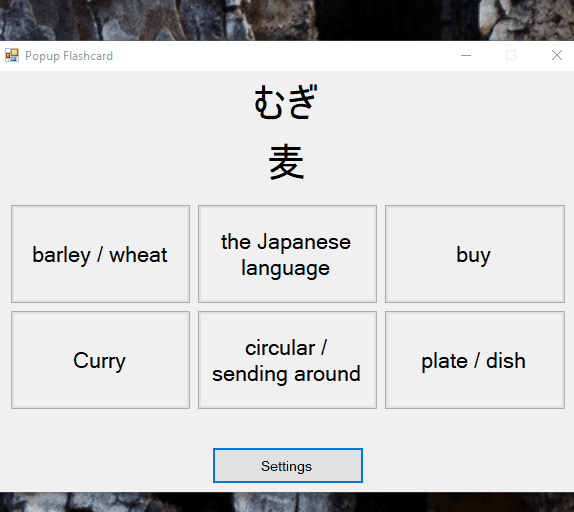 Popup Flashcard
むぎ
麦
barley / wheat
the Japanese
language
buy
Curry
circular /
sending around
plate / dish
Settings